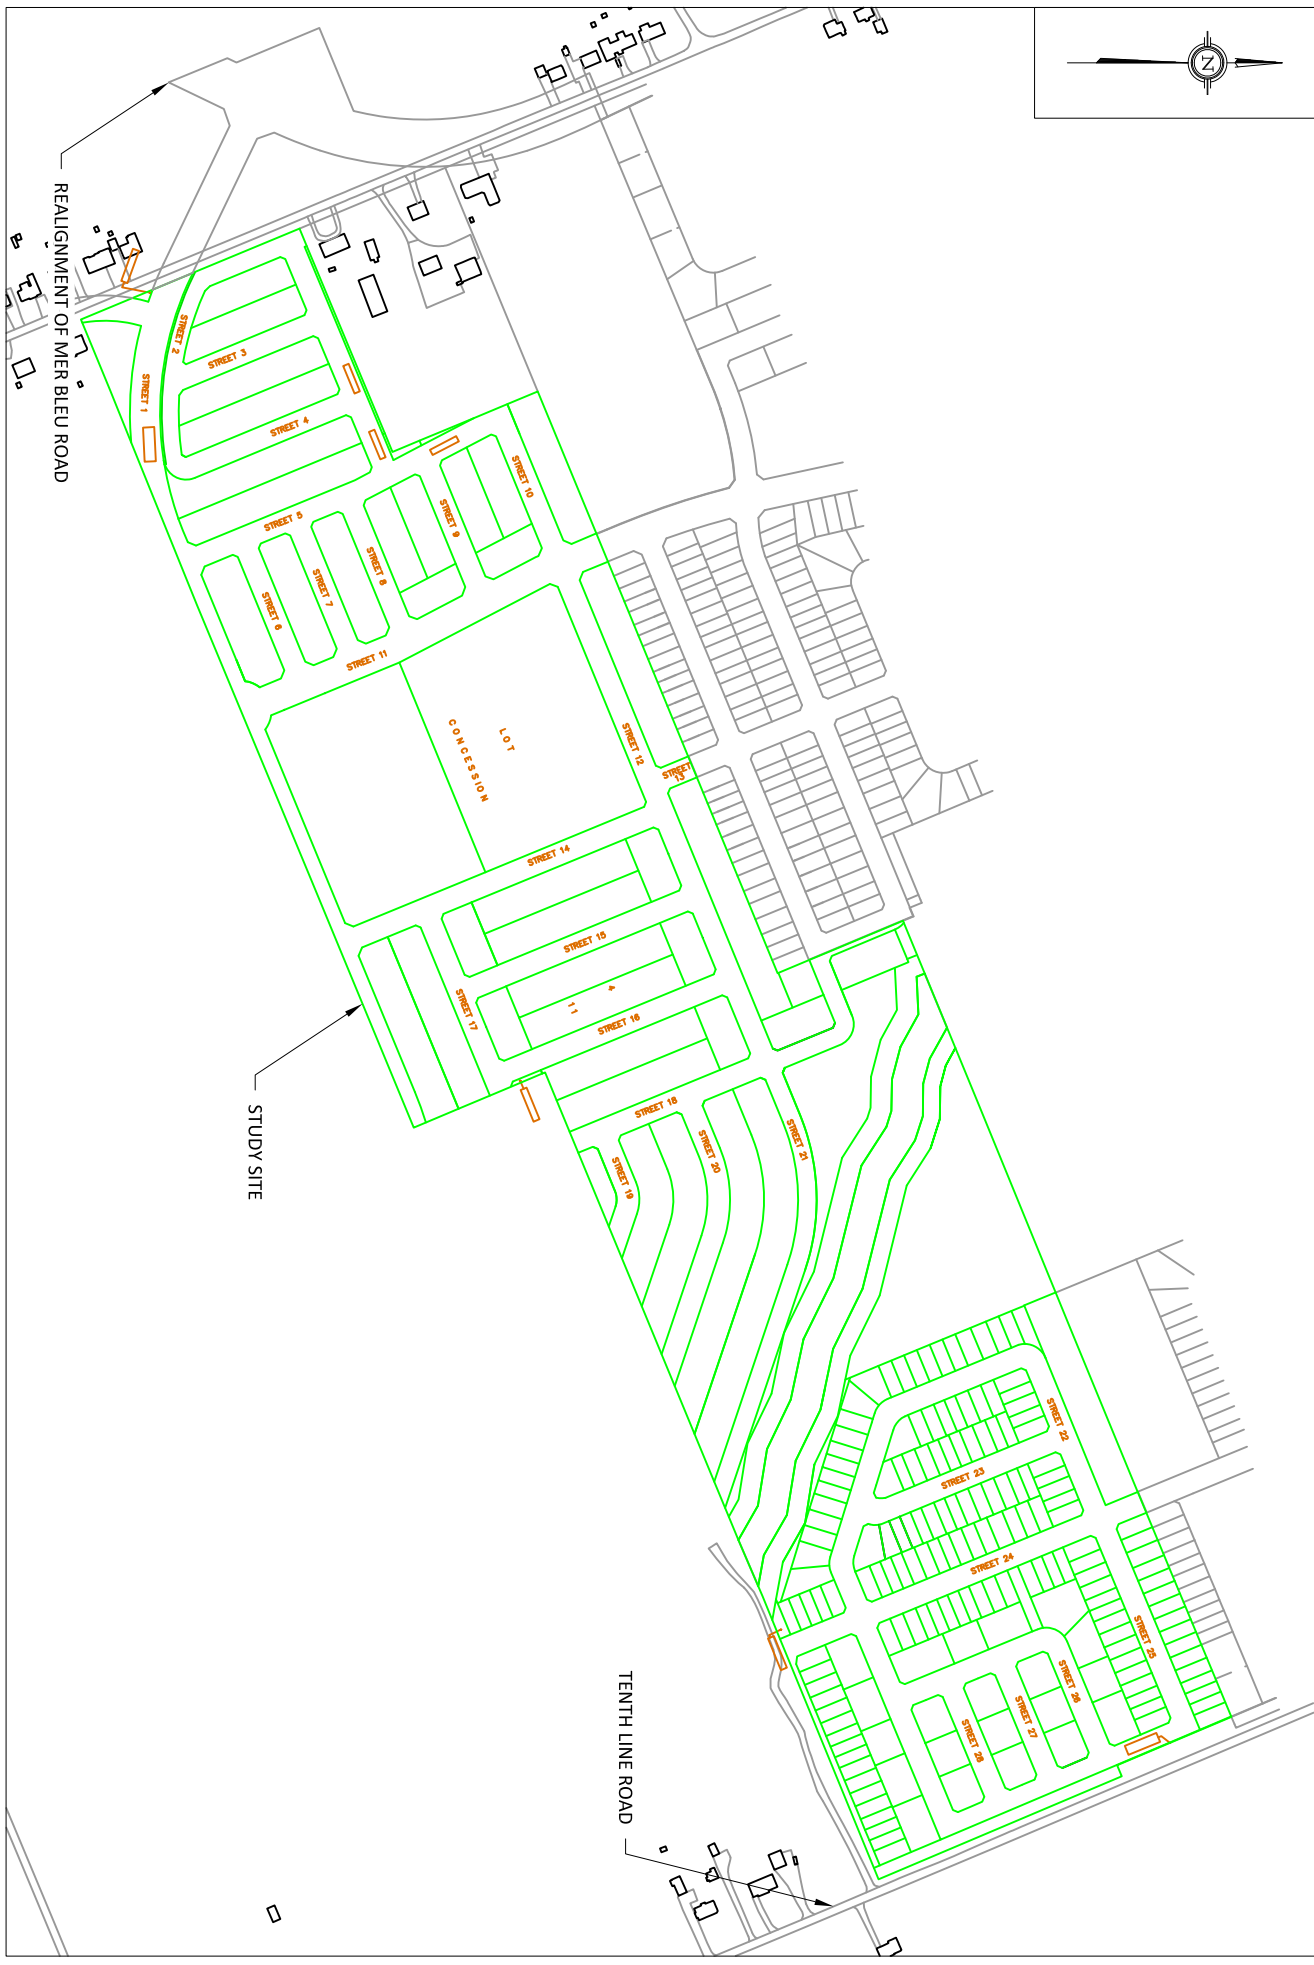 N
REALIGNMENT OF MER BLEU ROAD
STREET 2
STREET 3
STREET 1
STREET 4
STREET 10
STREET 9
STREET 5
STREET 8
STREET 7
STREET 6
STREET 11
LOT
CONCESSION
STREET 12
STREET
13
STREET 14
STREET 15
4
11
STREET 17
STREET 16
STUDY SITE
STREET 18
STREET 21
STREET 20
STREET 19
STREET 22
STREET 23
STREET 24
STREET 25
STREET 26
STREET 27
STREET 28
TENTH LINE ROAD